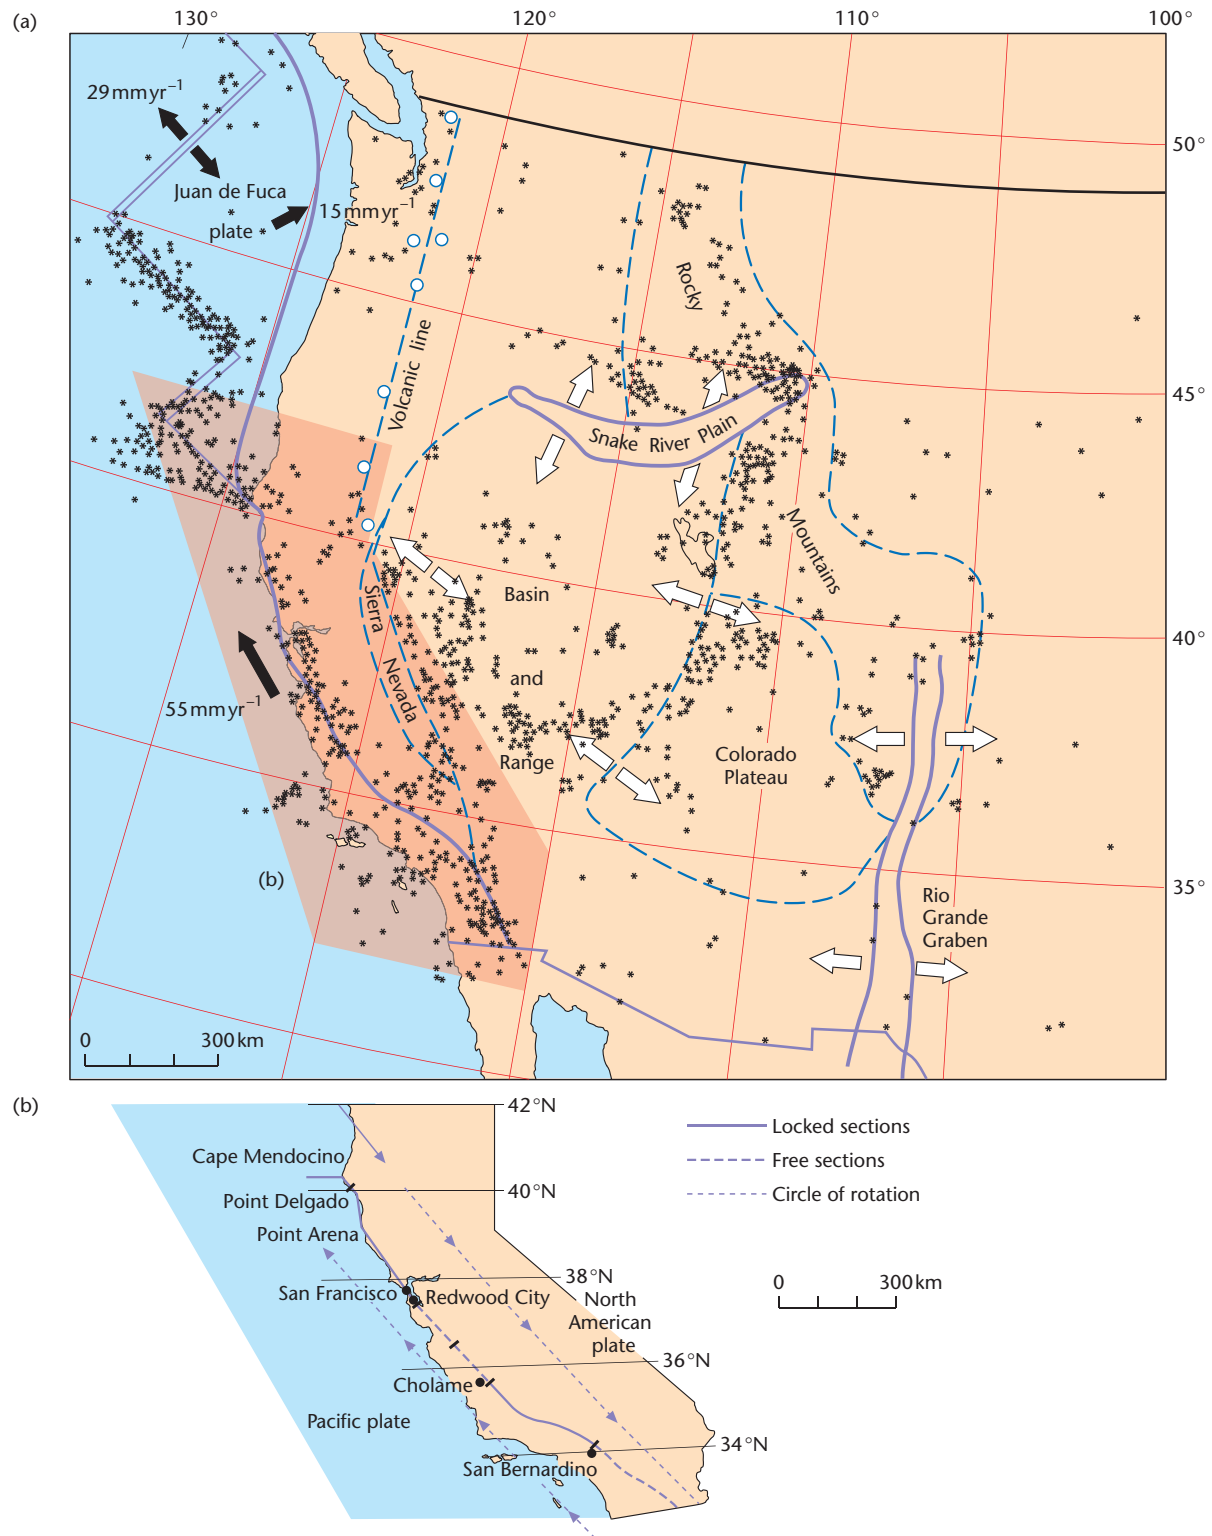 (a)
130°
120°
110°
100°
29 mm yr⁻¹
50°
Juan de Fuca
plate
15 mm yr⁻¹
Rocky
Volcanic line
45°
Snake River Plain
Mountains
Basin
Sierra
40°
and
Nevada
55 mm yr⁻¹
Range
Colorado
Plateau
(b)
35°
Rio
Grande
Graben
0
300 km
(b)
42°N
Locked sections
Cape Mendocino
Free sections
40°N
Circle of rotation
Point Delgado
Point Arena
38°N
0
300 km
San Francisco
Redwood City
North
American
plate
36°N
Cholame
Pacific plate
34°N
San Bernardino